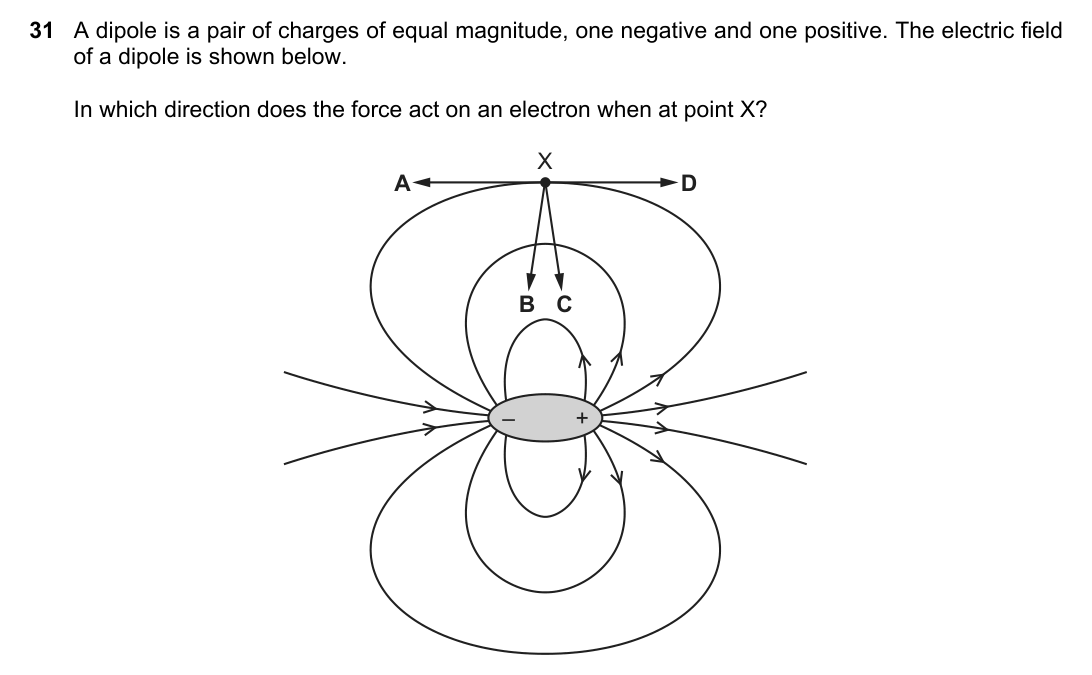 31 A dipole is a pair of charges of equal magnitude, one negative and one positive. The electric field
of a dipole is shown below.
In which direction does the force act on an electron when at point X?
X
A D
B C
– +